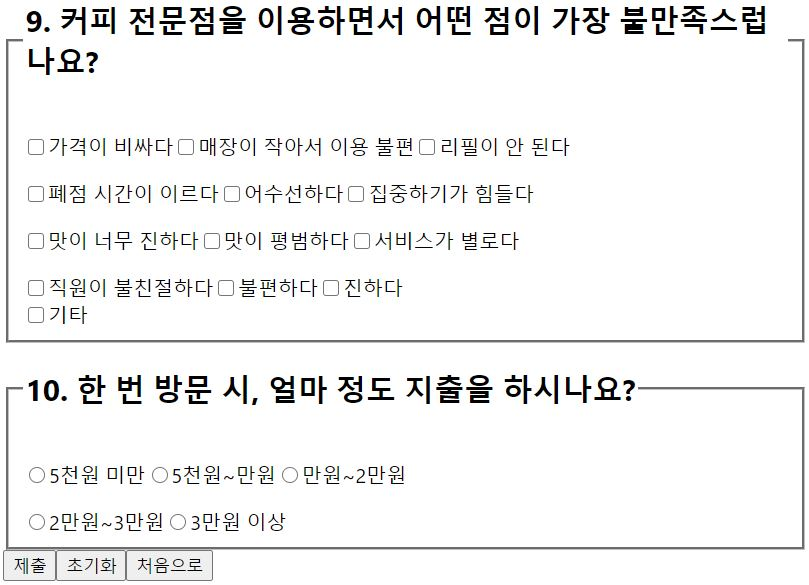 9. 커피 전문점을 이용하면서 어떤 점이 가장 불만족스럽
나요?
가격이 비싸다 매장이 작아서 이용 불편 리필이 안 된다
폐점 시간이 이르다 어수선하다 집중하기가 힘들다
맛이 너무 진하다 맛이 평범하다 서비스가 별로다
직원이 불친절하다 불편하다 진하다
기타
10. 한 번 방문 시, 얼마 정도 지출을 하시나요?
5천원 미만 5천원~만원 만원~2만원
2만원~3만원 3만원 이상
제출 초기화 처음으로